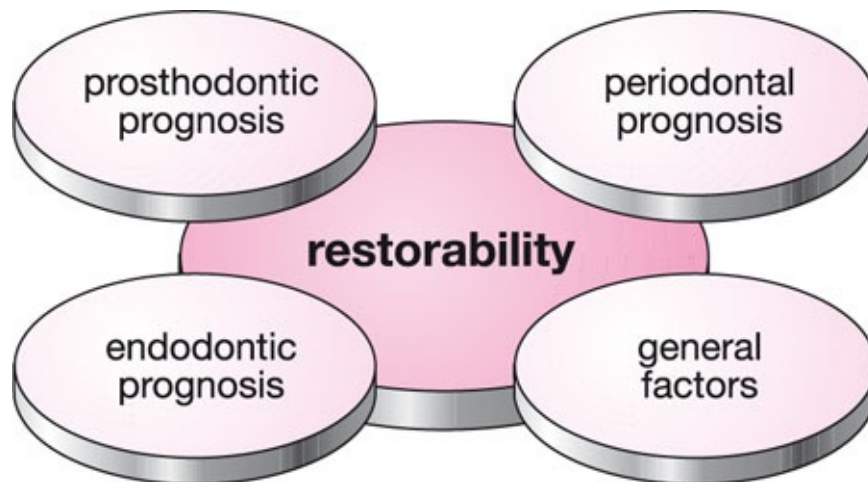 prosthodontic
prognosis
periodontal
prognosis
restorability
endodontic
prognosis
general
factors